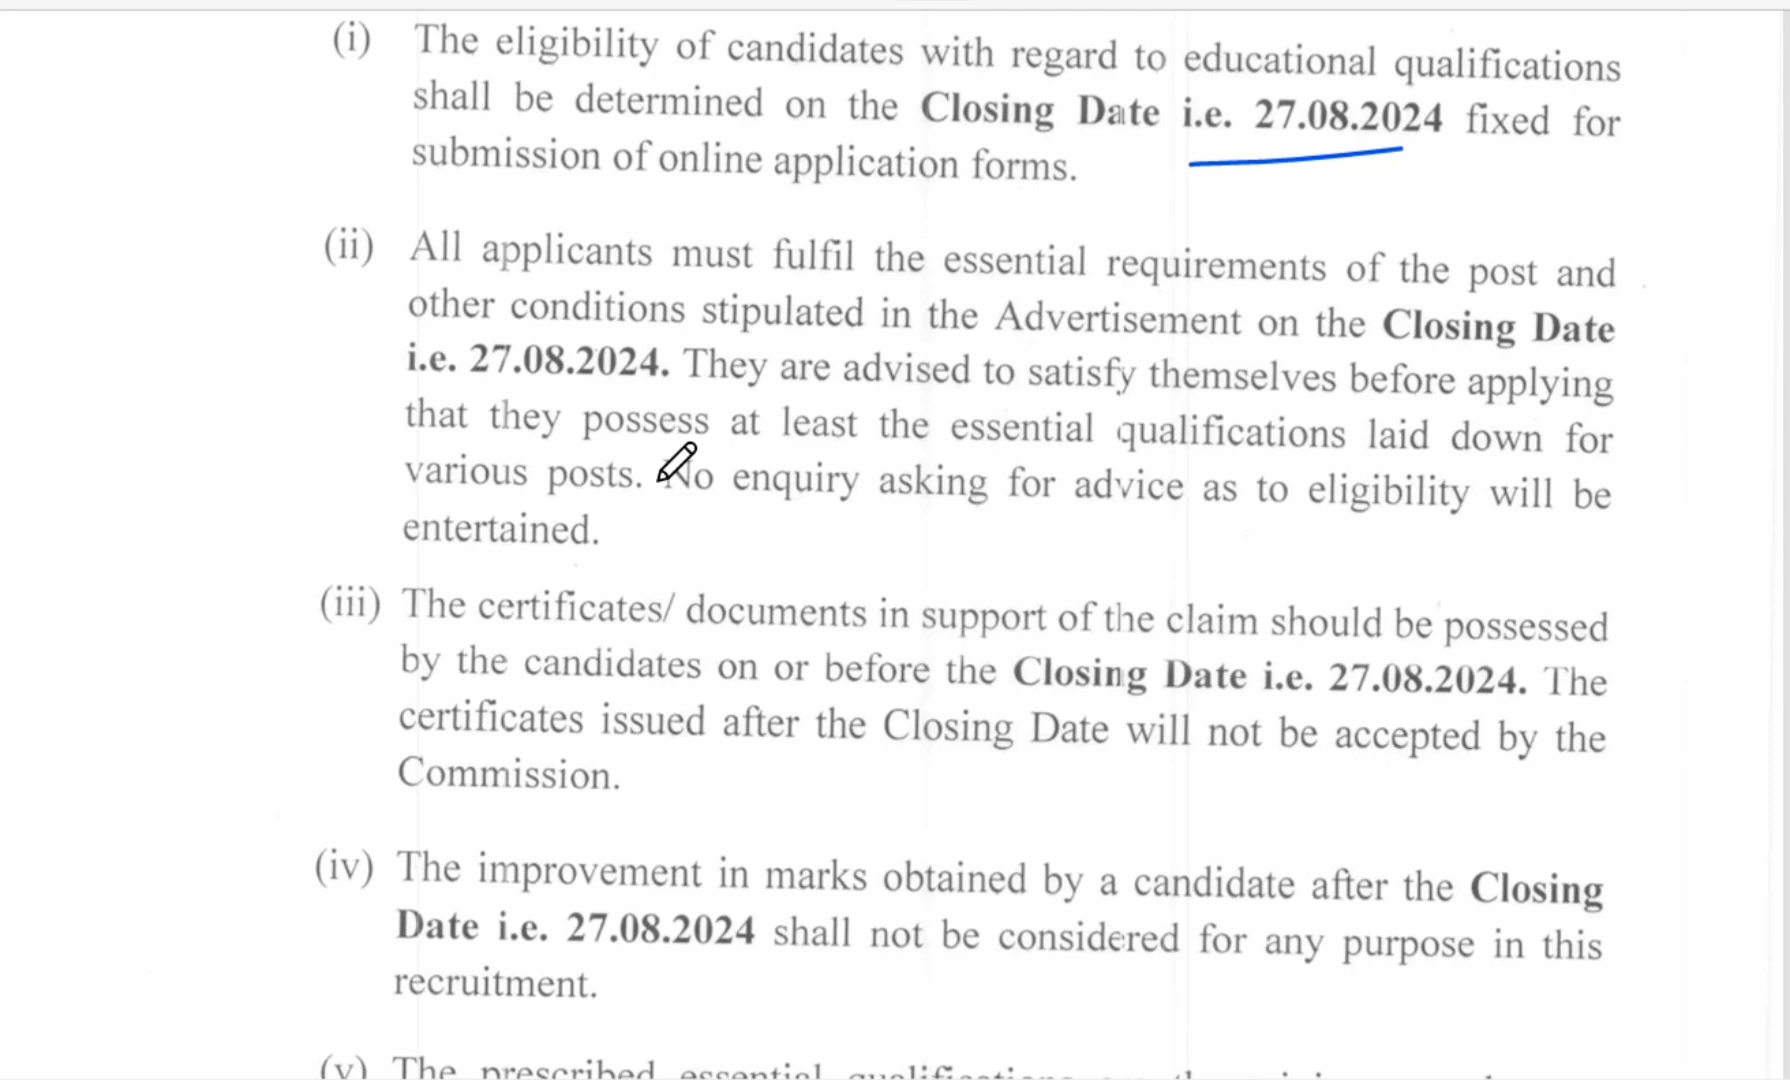 (i) The eligibility of candidates with regard to educational qualifications
shall be determined on the Closing Date i.e. 27.08.2024 fixed for
submission of online application forms.
(ii) All applicants must fulfil the essential requirements of the post and
other conditions stipulated in the Advertisement on the Closing Date
i.e. 27.08.2024. They are advised to satisfy themselves before applying
that they possess at least the essential qualifications laid down for
various posts. No enquiry asking for advice as to eligibility will be
entertained.
(iii) The certificates/ documents in support of the claim should be possessed
by the candidates on or before the Closing Date i.e. 27.08.2024. The
certificates issued after the Closing Date will not be accepted by the
Commission.
(iv) The improvement in marks obtained by a candidate after the Closing
Date i.e. 27.08.2024 shall not be considered for any purpose in this
recruitment.
(v) The prescribed essential qualifications